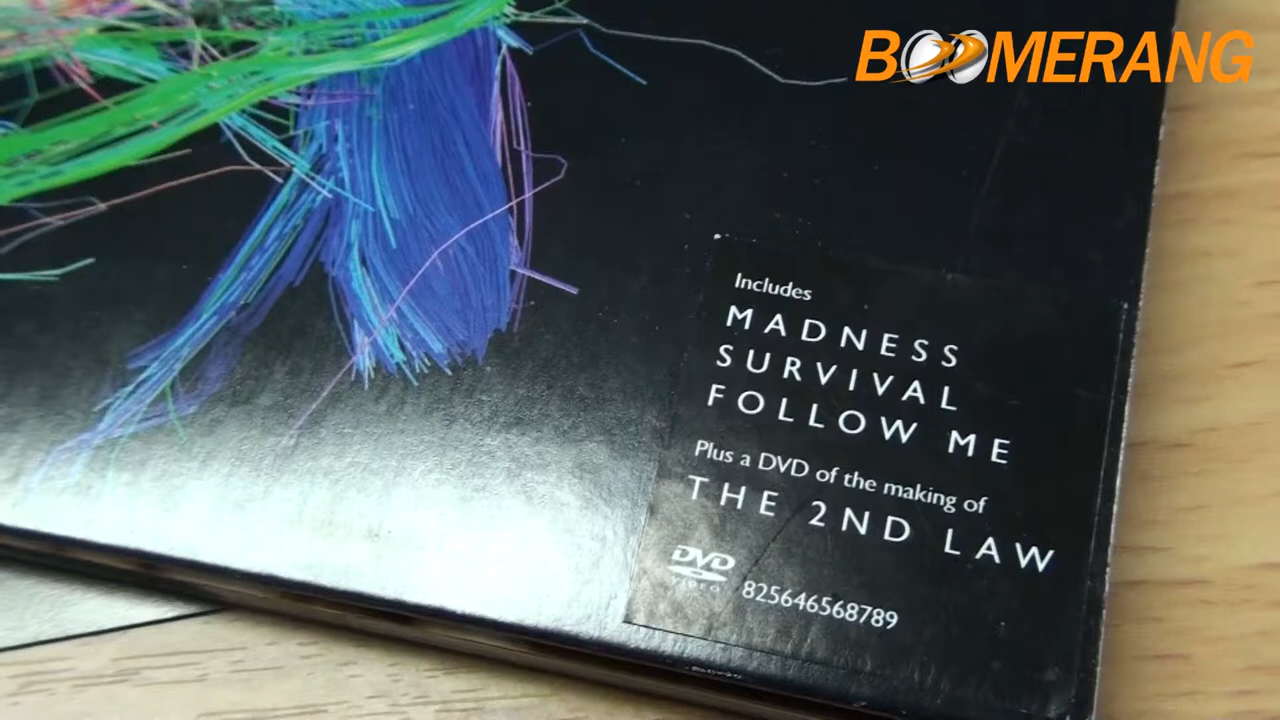 BOOMERANG
Includes
MADNESS
SURVIVAL
FOLLOW ME
Plus a DVD of the making of
THE 2ND LAW
DVD
VIDEO
825646568789